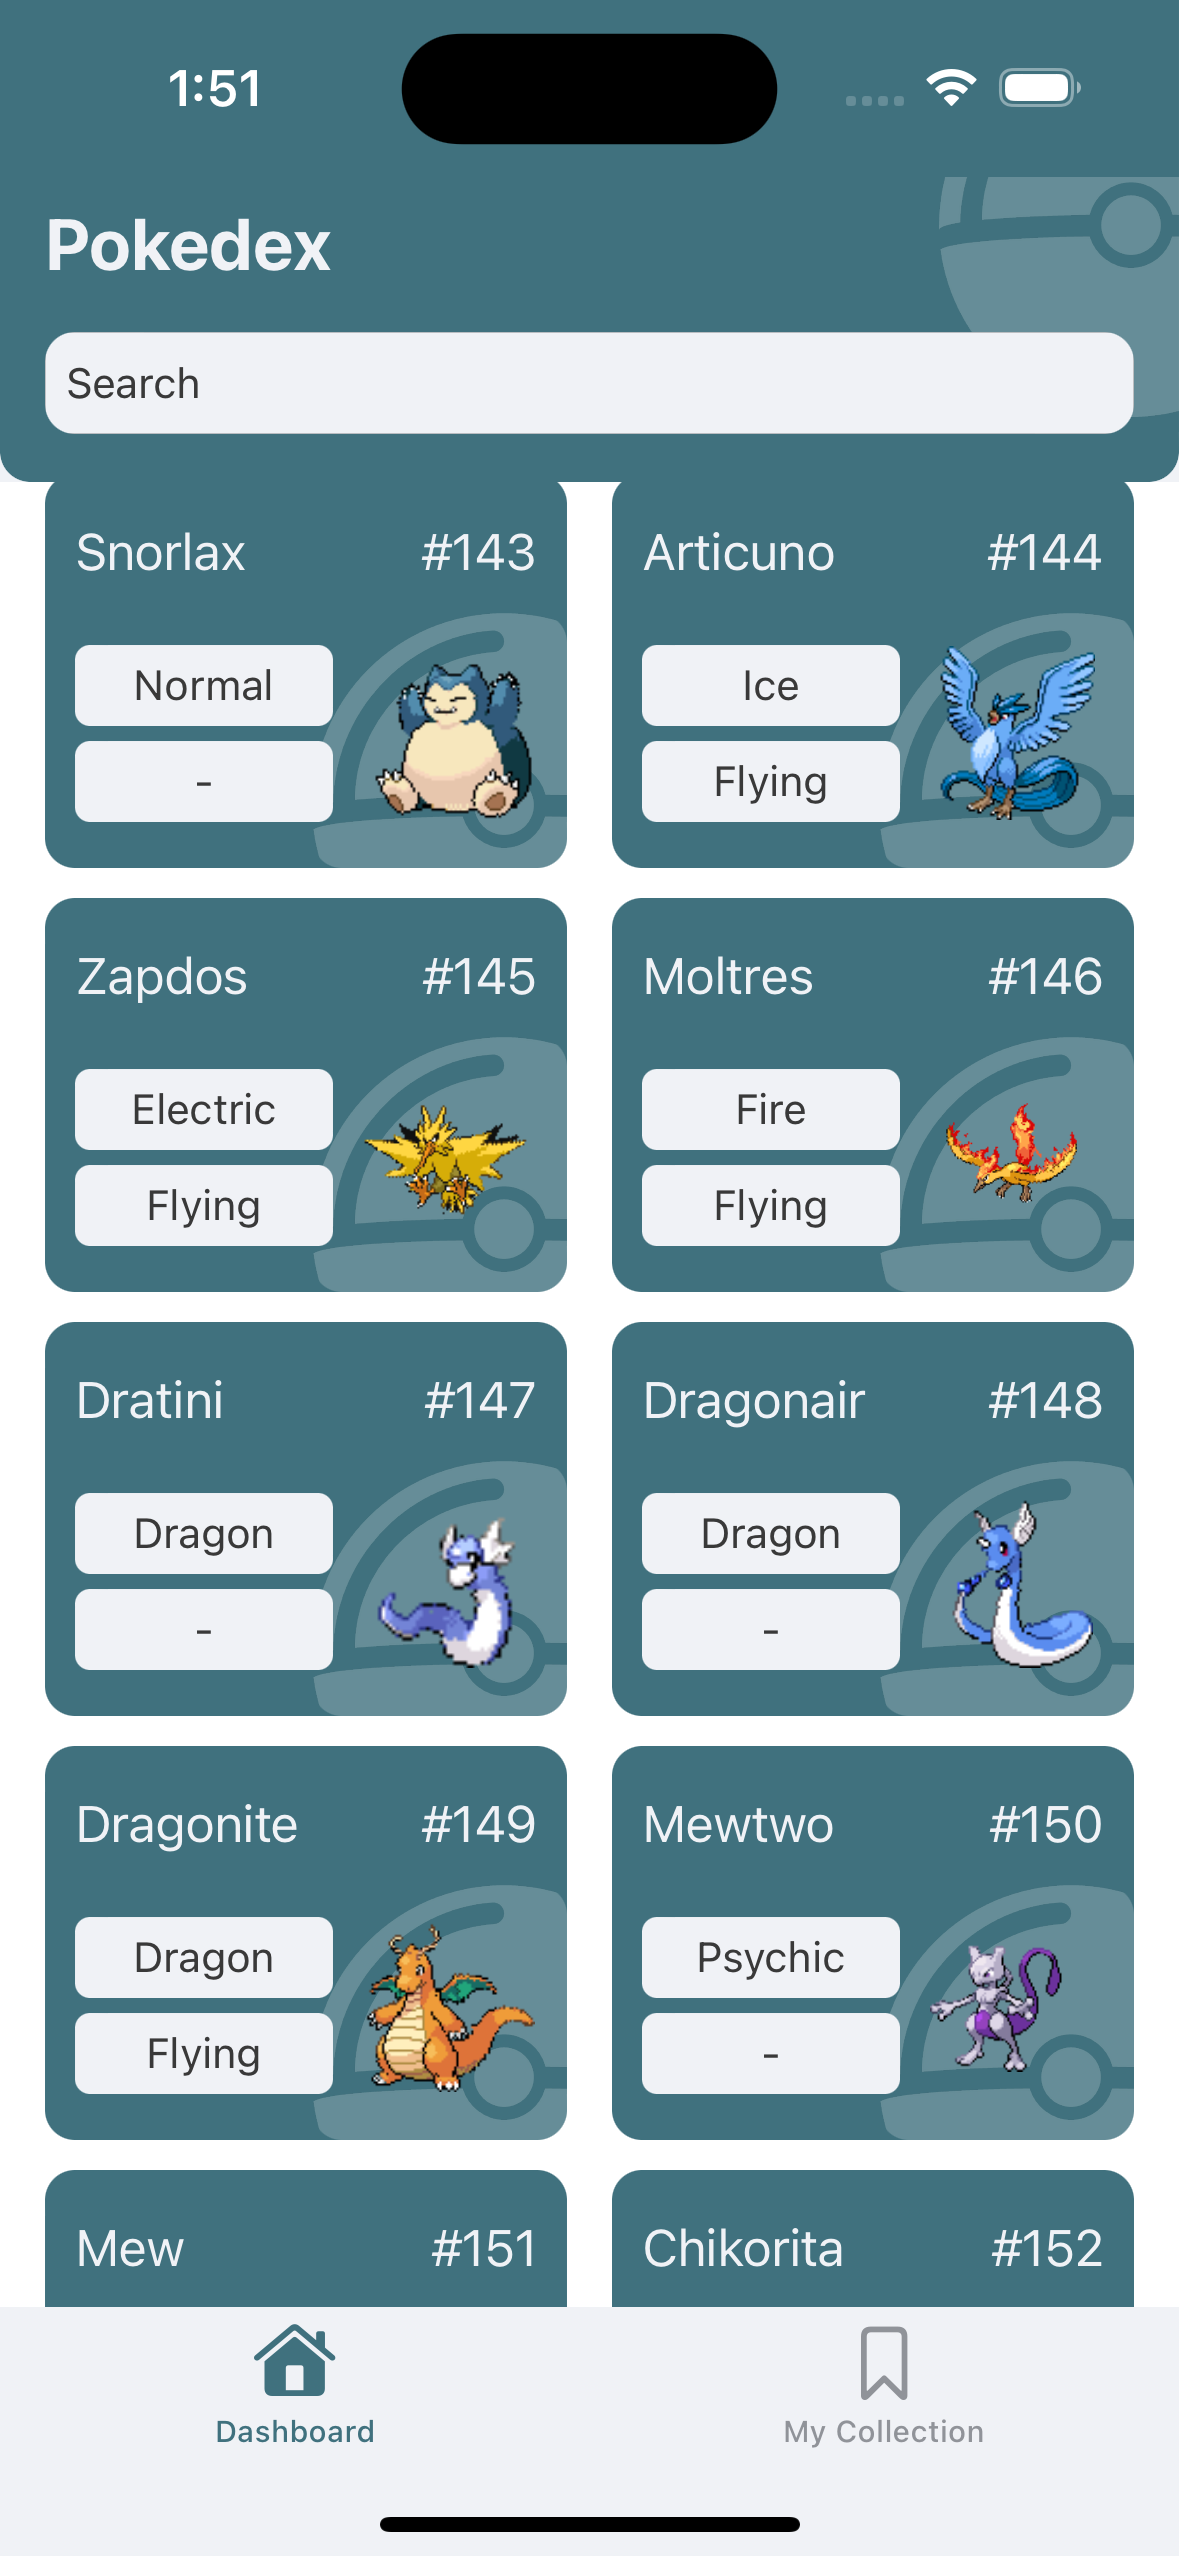 1:51
Pokedex
Search
Snorlax #143
Normal
-
Articuno #144
Ice
Flying
Zapdos #145
Electric
Flying
Moltres #146
Fire
Flying
Dratini #147
Dragon
-
Dragonair #148
Dragon
-
Dragonite #149
Dragon
Flying
Mewtwo #150
Psychic
-
Mew #151
Chikorita #152
Dashboard
My Collection